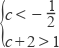 {c < -1/2
c + 2 > 1